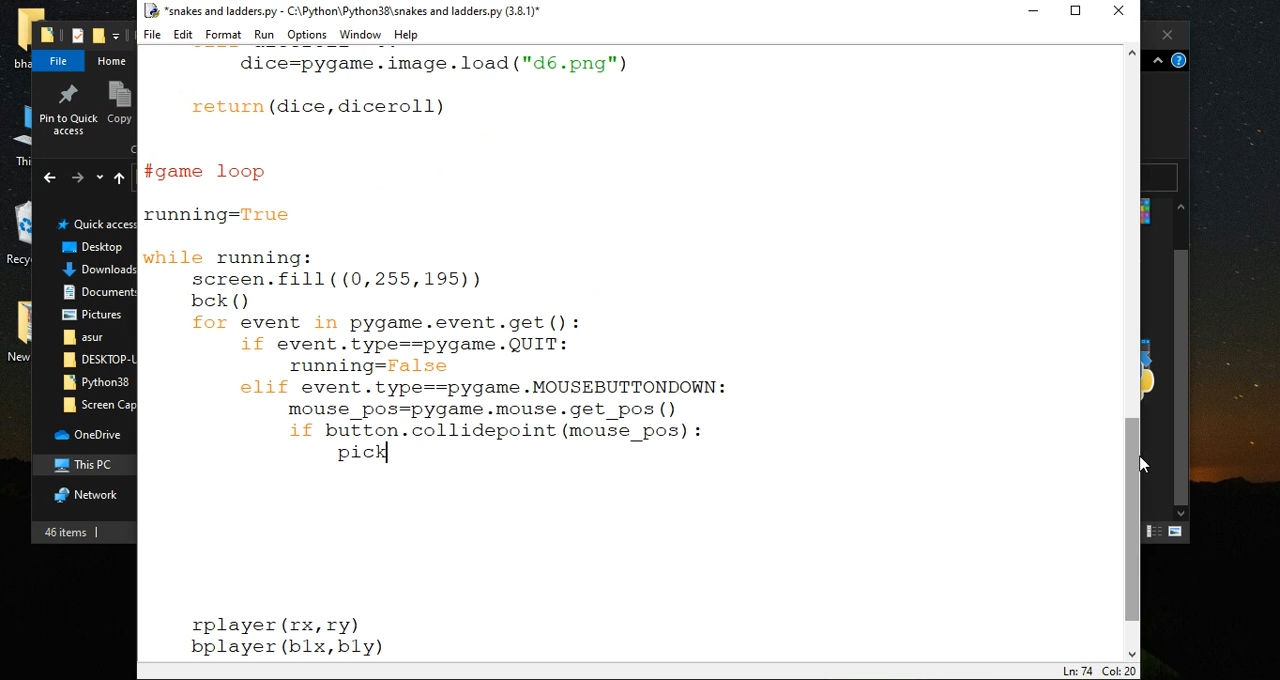 *snakes and ladders.py - C:\Python\Python38\snakes and ladders.py (3.8.1)*
File Edit Format Run Options Window Help
File Home
Pin to Quick access
Copy
dice=pygame.image.load("d6.png")
return(dice,diceroll)
#game loop
running=True
while running:
screen.fill((0,255,195))
bck()
for event in pygame.event.get():
if event.type==pygame.QUIT:
running=False
elif event.type==pygame.MOUSEBUTTONDOWN:
mouse_pos=pygame.mouse.get_pos()
if button.collidepoint(mouse_pos):
pick
rplayer(rx,ry)
bplayer(b1x,b1y)
Quick access
Desktop
Downloads
Documents
Pictures
asur
DESKTOP-U
Python38
Screen Cap
OneDrive
This PC
Network
46 items
bha
Thi
Recy
New
Ln: 74 Col: 20